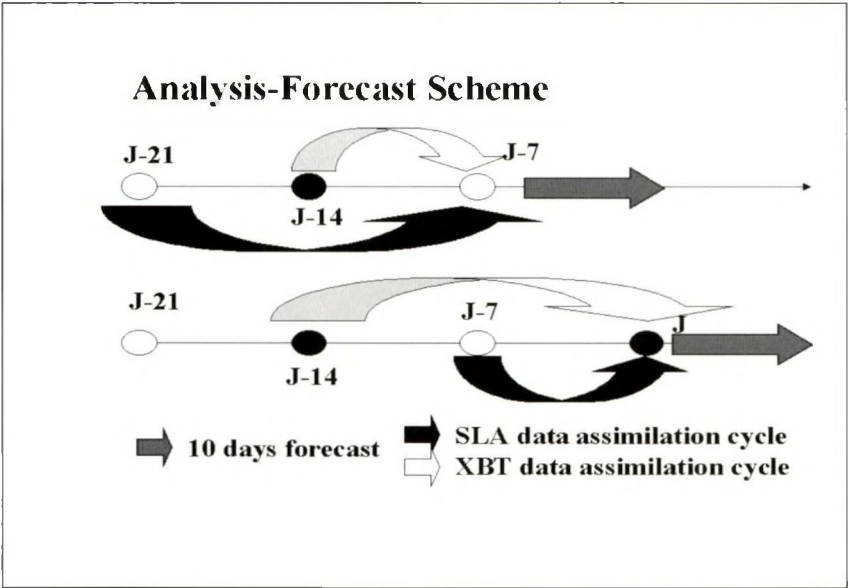 Analysis-Forecast Scheme
J-21
J-7
J-14
J-21
J-7
J
J-14
10 days forecast
SLA data assimilation cycle
XBT data assimilation cycle